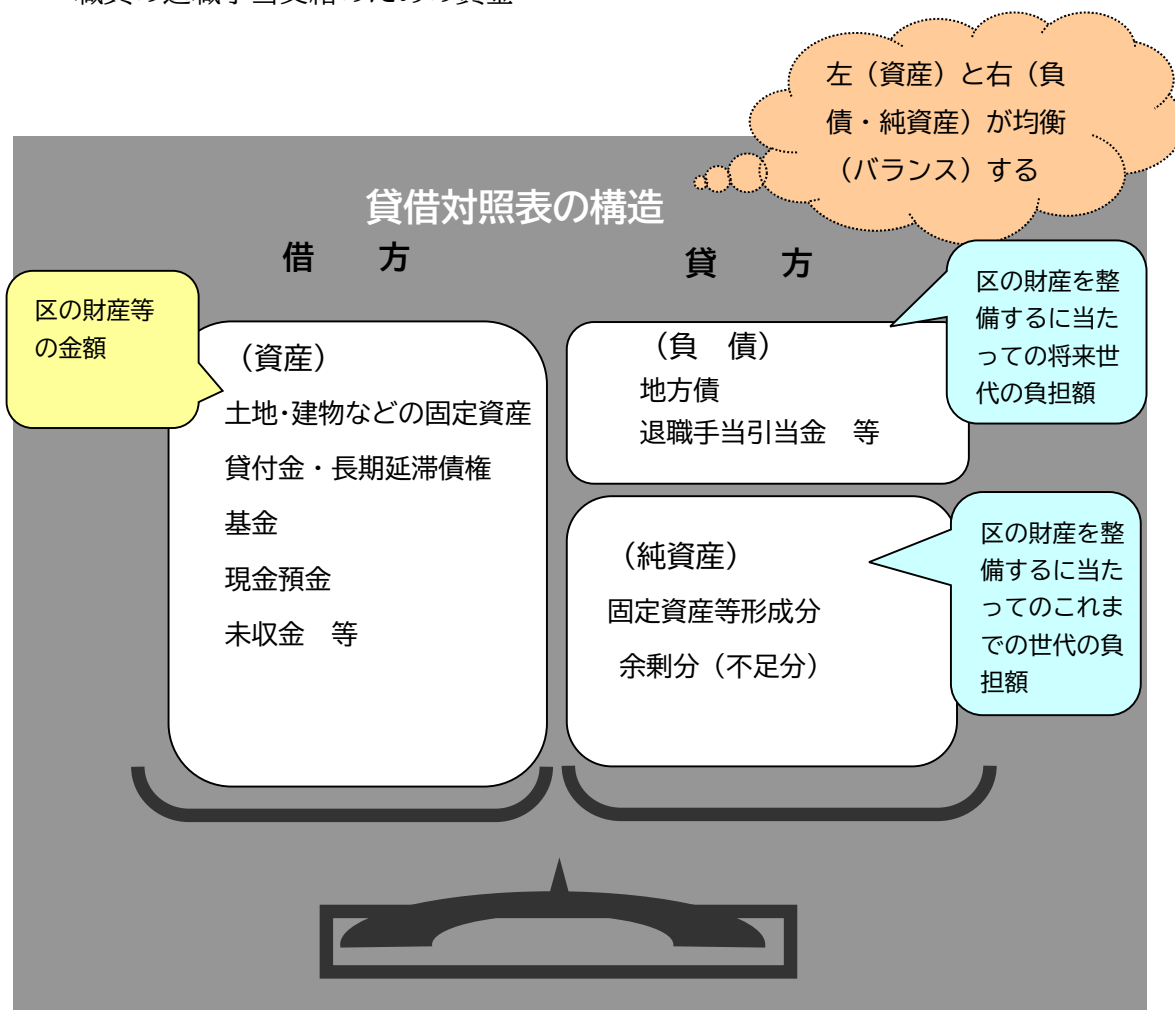 職員の退職手当支給のための資金
左（資産）と右（負
債・純資産）が均衡
（バランス）する
貸借対照表の構造
借　方
貸　方
区の財産等
の金額
（資産）
土地・建物などの固定資産
貸付金・長期延滞債権
基金
現金預金
未収金　等
（負　債）
地方債
退職手当引当金　等
区の財産を整
備するに当た
っての将来世
代の負担額
（純資産）
固定資産等形成分
余剰分（不足分）
区の財産を整
備するに当た
ってのこれま
での世代の負
担額